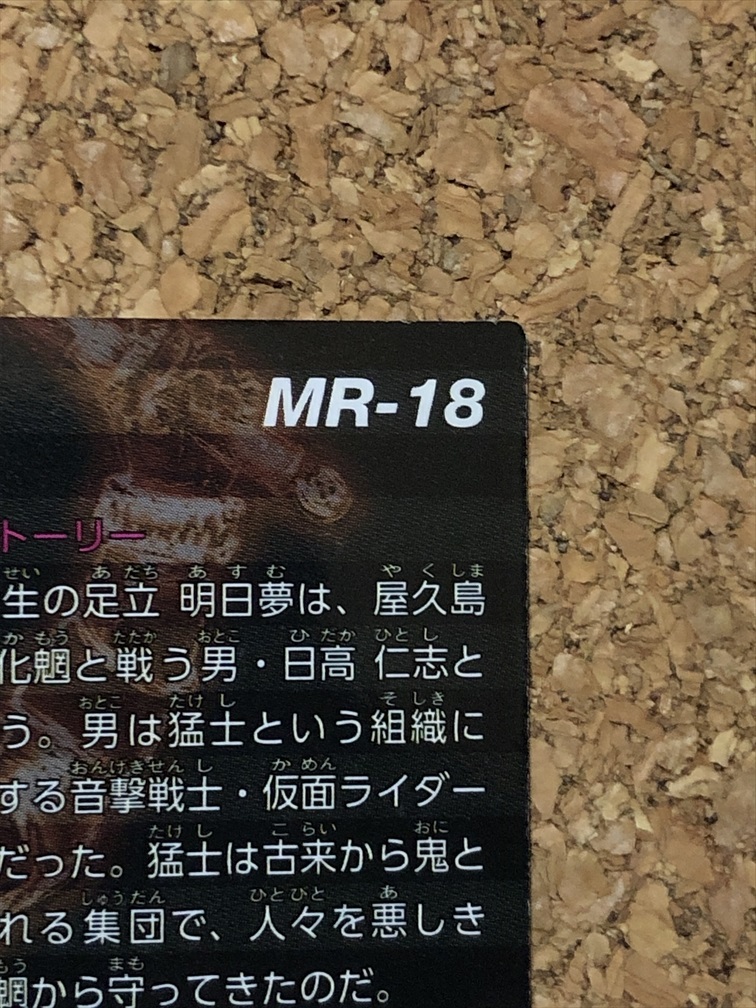 MR-18
トーリー
生の足立 明日夢は、屋久島
化魍と戦う男・日高 仁志と
う。男は猛士という組織に
する音撃戦士・仮面ライダー
だった。猛士は古来から鬼と
れる集団で、人々を悪しき
魍から守ってきたのだ。